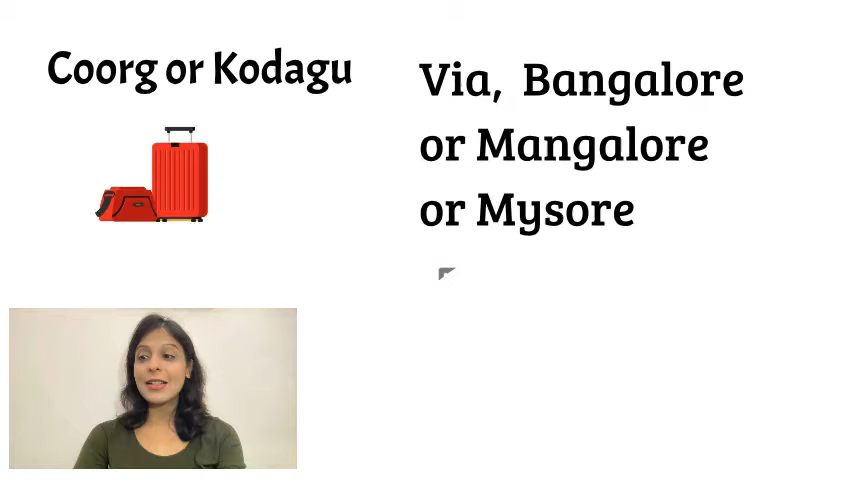 Coorg or Kodagu
Via, Bangalore
or Mangalore
or Mysore